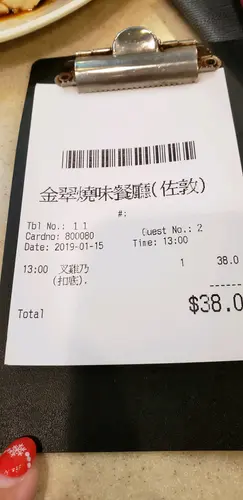 金翠燒味餐廳(佐敦)
#:
Tbl No.: 11 Guest No.: 2
Cardno: 800080
Date: 2019-01-15 Time: 13:00
13:00 叉雞乃 1 38.0
(扣底).
Total $38.0